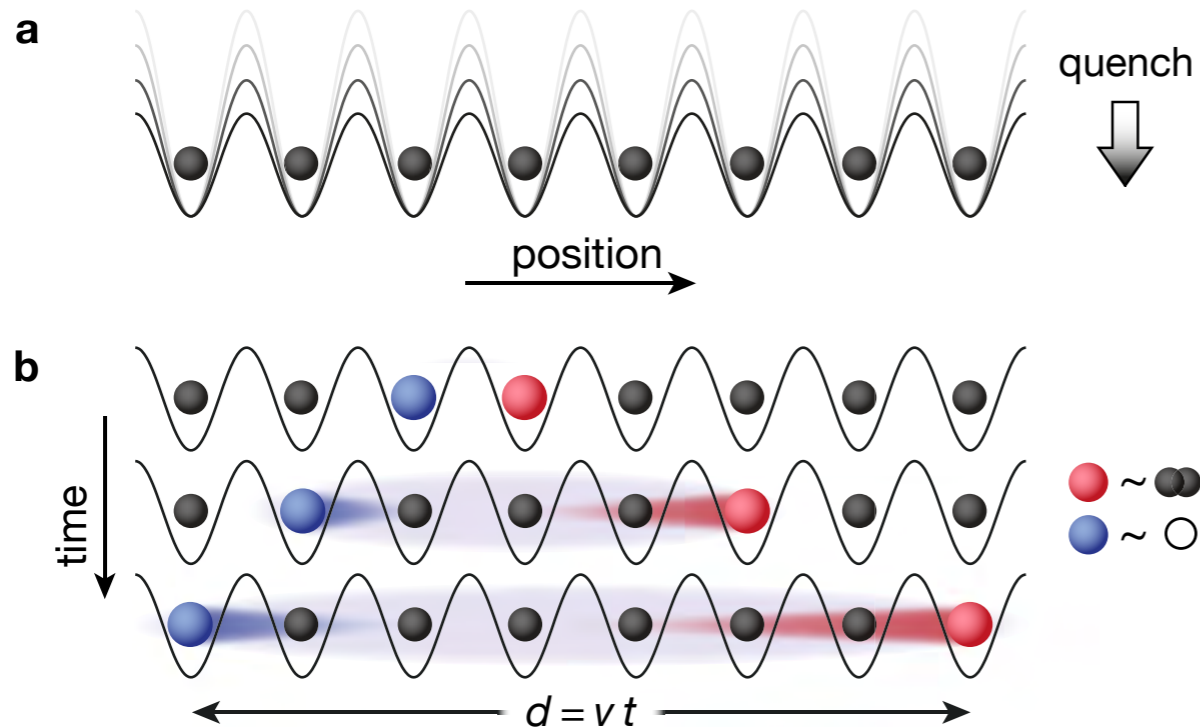 a
quench
position
b
time
~
~
d = v t